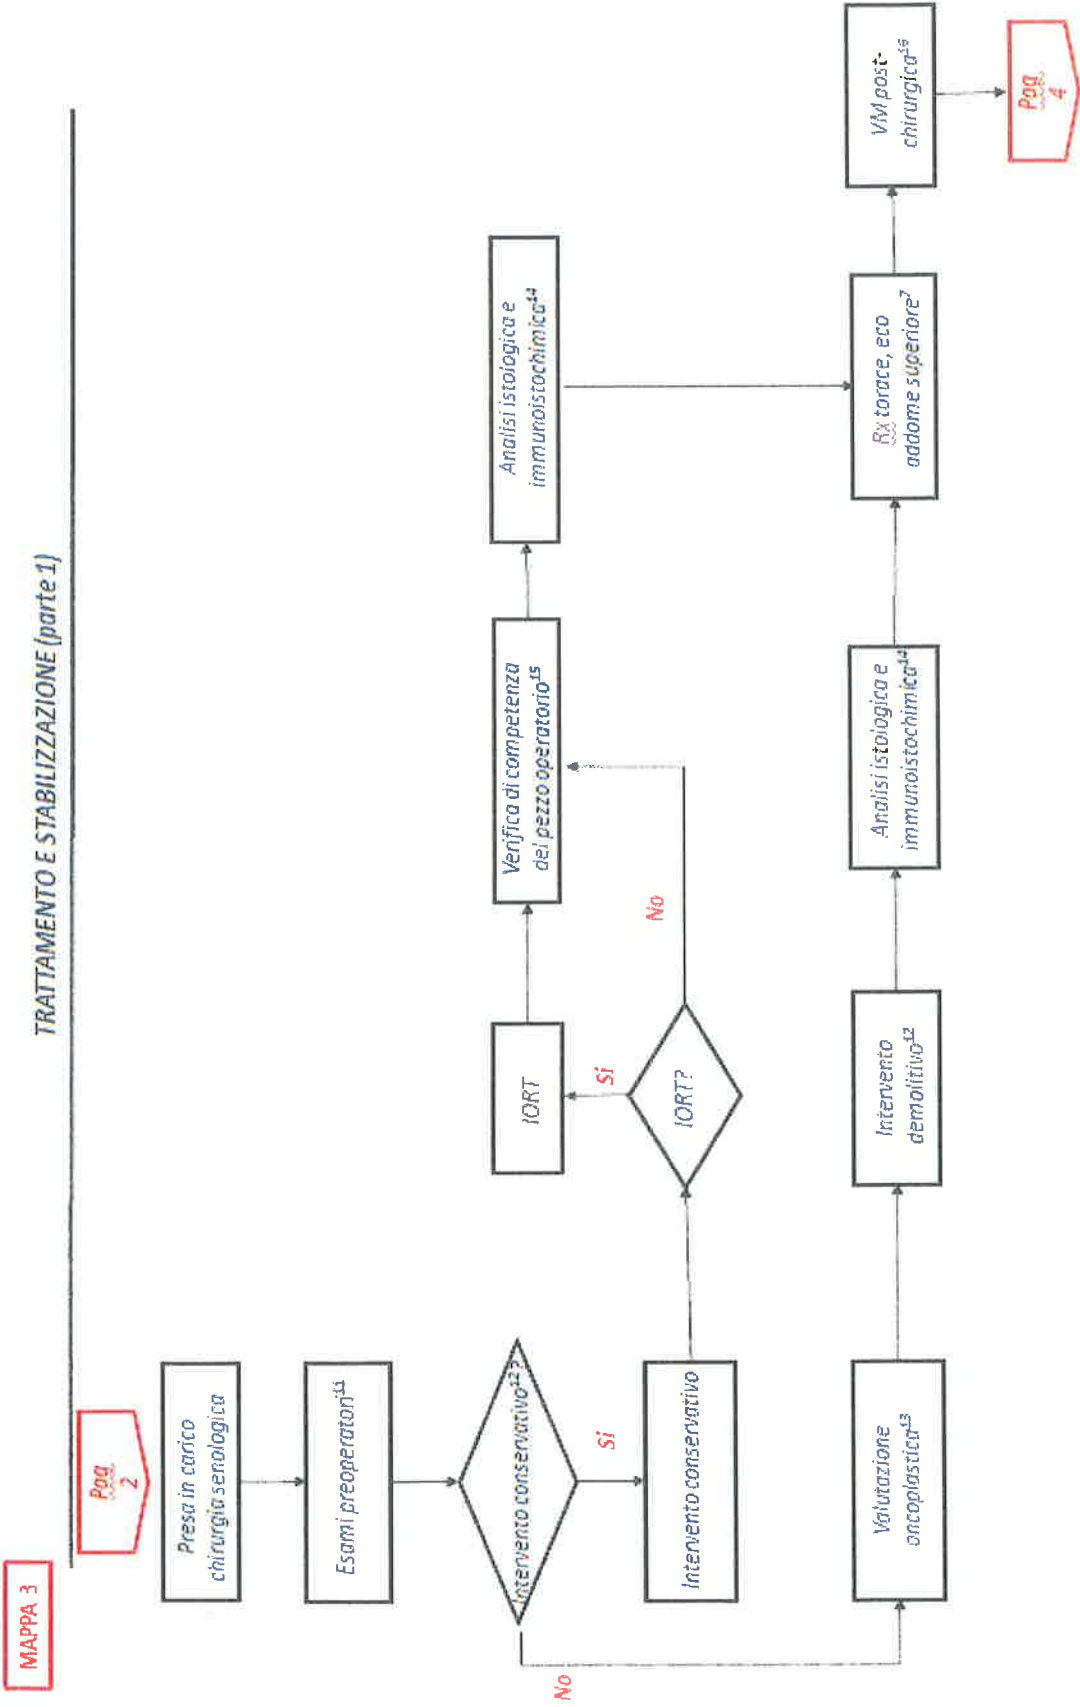 MAPPA 3
TRATTAMENTO E STABILIZZAZIONE (parte 1)
Pag.
2
Presa in carico
chirurgia senologica
Esami preoperatori¹¹
Intervento conservativo¹²?
Si
No
Intervento conservativo
IORT?
Si
No
IORT
Verifica di competenza
del pezzo operatorio¹⁵
Analisi istologica e
immunoistochimica¹⁴
Valutazione
oncoplastica¹³
Intervento
demolitivo¹²
Analisi istologica e
immunoistochimica¹⁴
Rx torace, eco
addome superiore⁷
VM post-
chirurgica¹⁶
Pag.
4